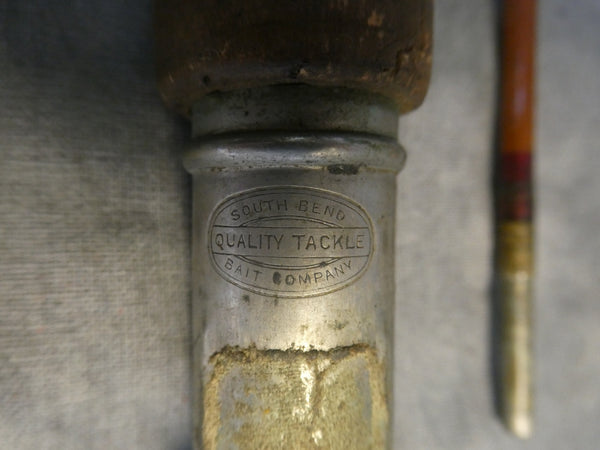 SOUTH BEND
QUALITY TACKLE
BAIT COMPANY